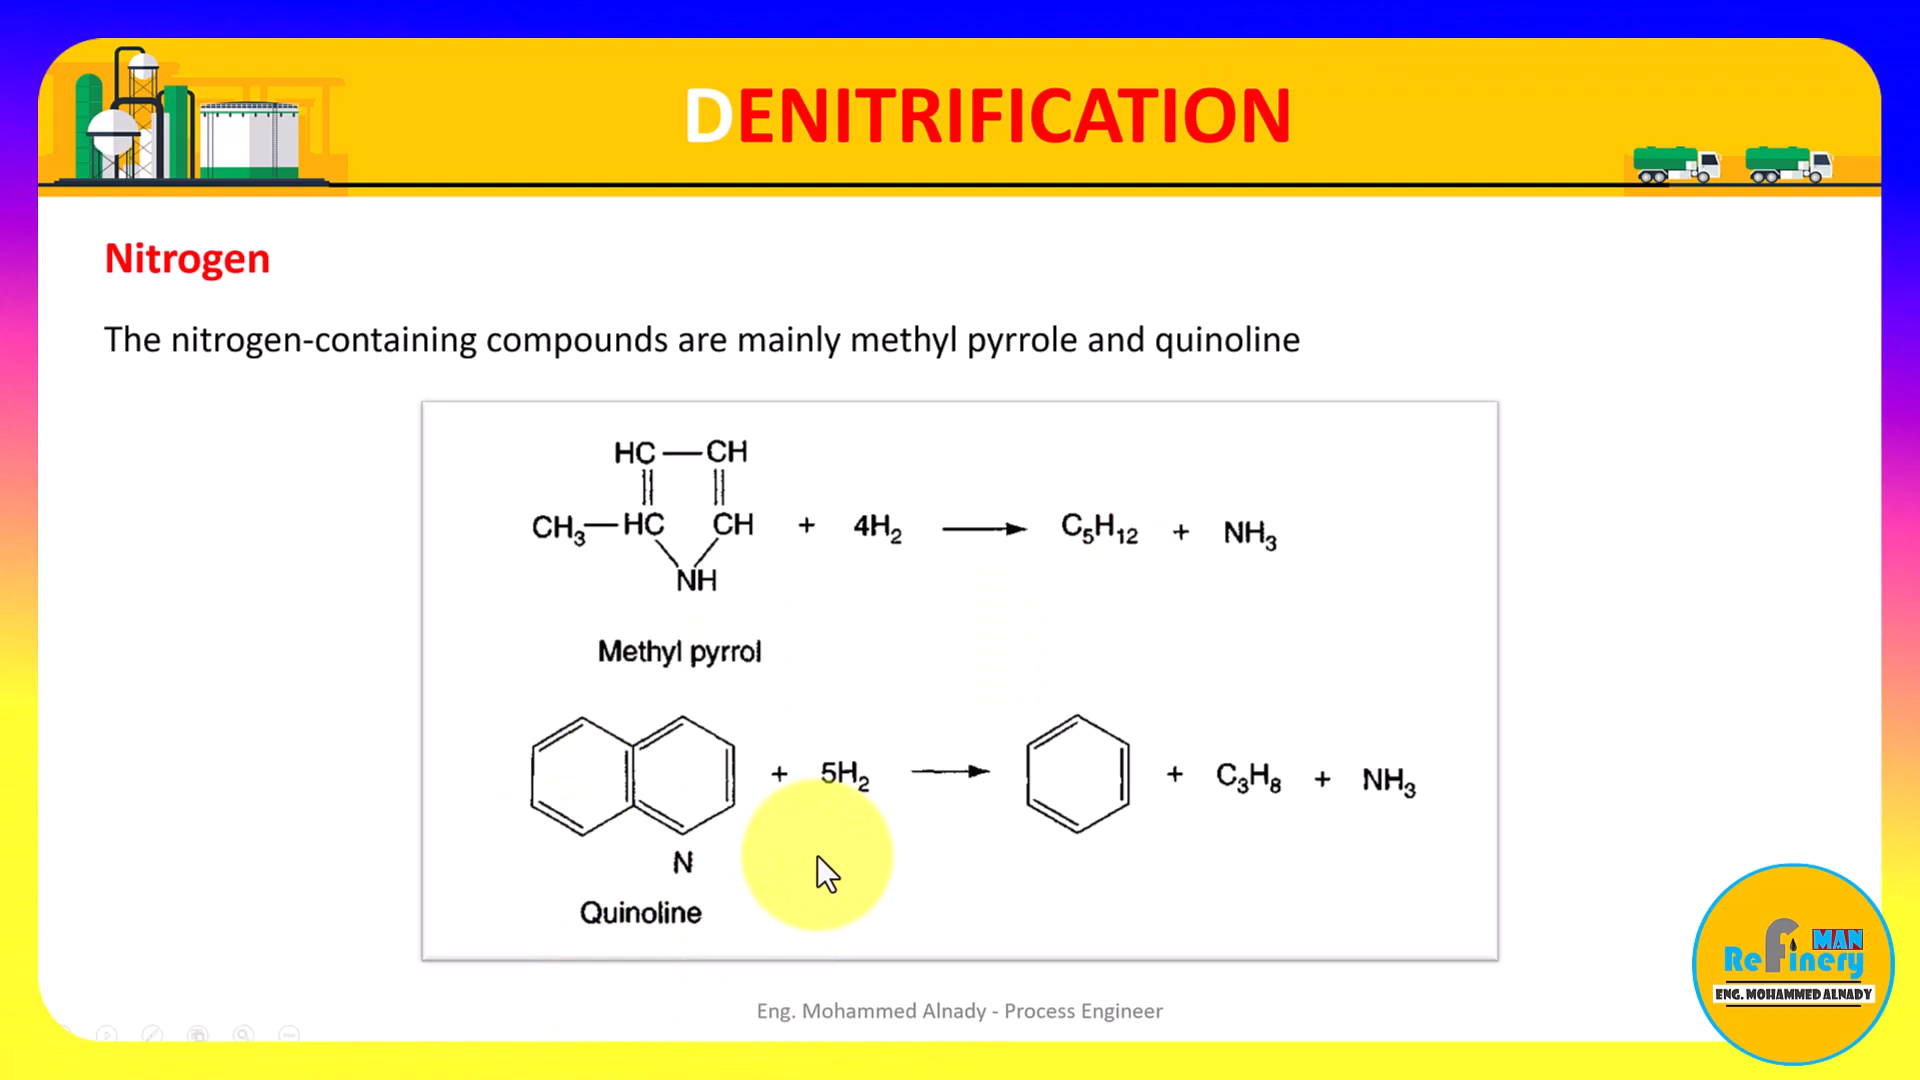 DENITRIFICATION
Nitrogen
The nitrogen-containing compounds are mainly methyl pyrrole and quinoline
HC — CH
CH₃ — HC CH + 4H₂ → C₅H₁₂ + NH₃
NH
Methyl pyrrol
+ 5H₂ → + C₃H₈ + NH₃
N
Quinoline
Eng. Mohammed Alnady - Process Engineer
MAN
Refinery
ENG. MOHAMMED ALNADY